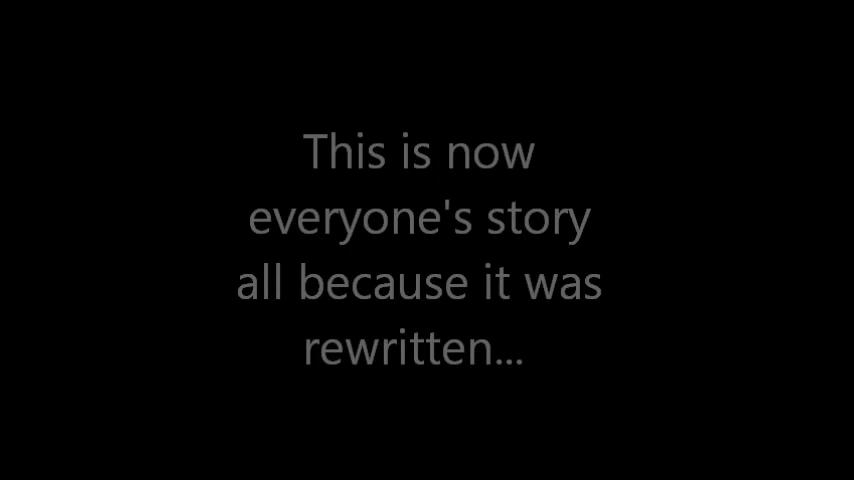 This is now
everyone's story
all because it was
rewritten...